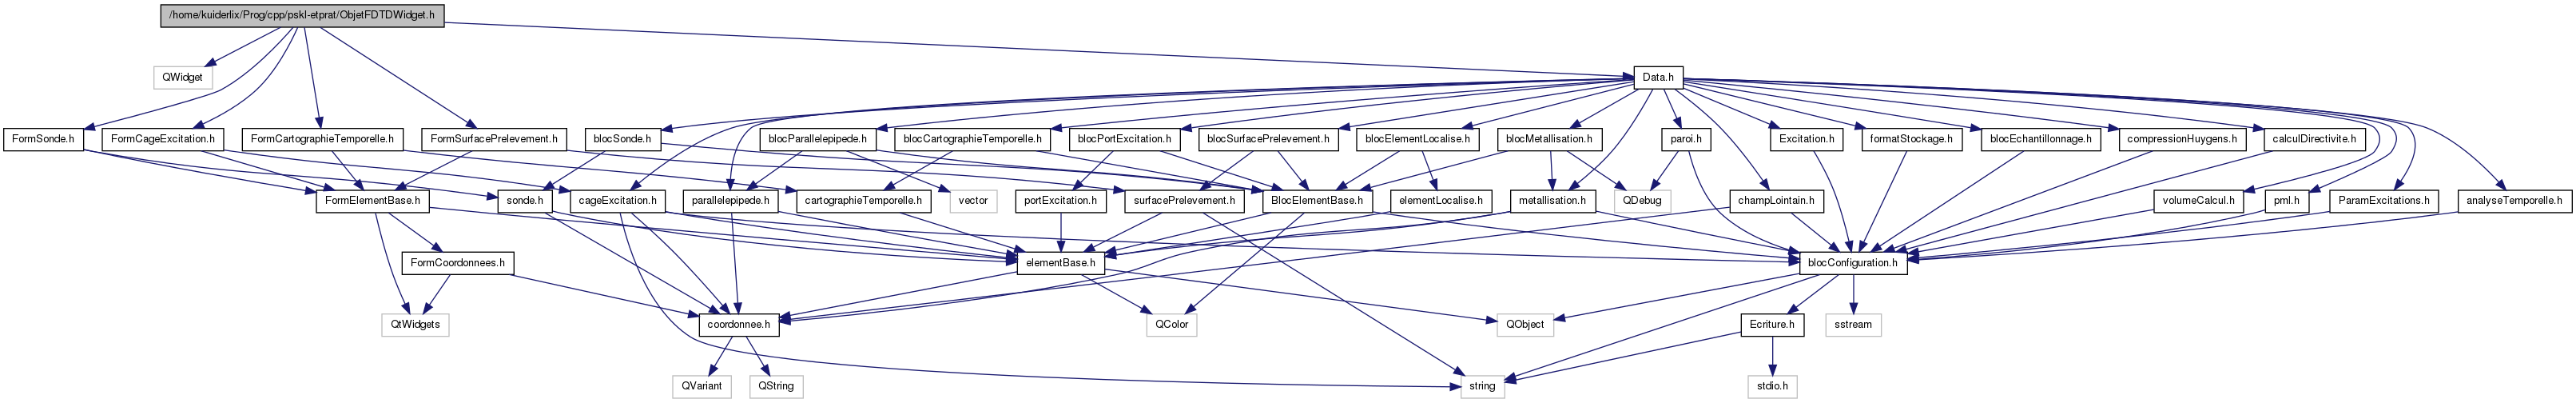 /home/kuiderlix/Prog/cpp/pskl-etprat/ObjetFDTDWidget.h
QWidget
Data.h
FormSonde.h
FormCageExcitation.h
FormCartographieTemporelle.h
FormSurfacePrelevement.h
blocSonde.h
blocParallelepipede.h
blocCartographieTemporelle.h
blocPortExcitation.h
blocSurfacePrelevement.h
blocElementLocalise.h
blocMetallisation.h
paroi.h
Excitation.h
formatStockage.h
blocEchantillonnage.h
compressionHuygens.h
calculDirectivite.h
FormElementBase.h
sonde.h
cageExcitation.h
parallelepipede.h
cartographieTemporelle.h
vector
portExcitation.h
surfacePrelevement.h
BlocElementBase.h
elementLocalise.h
metallisation.h
QDebug
champLointain.h
volumeCalcul.h
pml.h
ParamExcitations.h
analyseTemporelle.h
FormCoordonnees.h
elementBase.h
blocConfiguration.h
QtWidgets
coordonnee.h
QColor
QObject
Ecriture.h
sstream
QVariant
QString
string
stdio.h